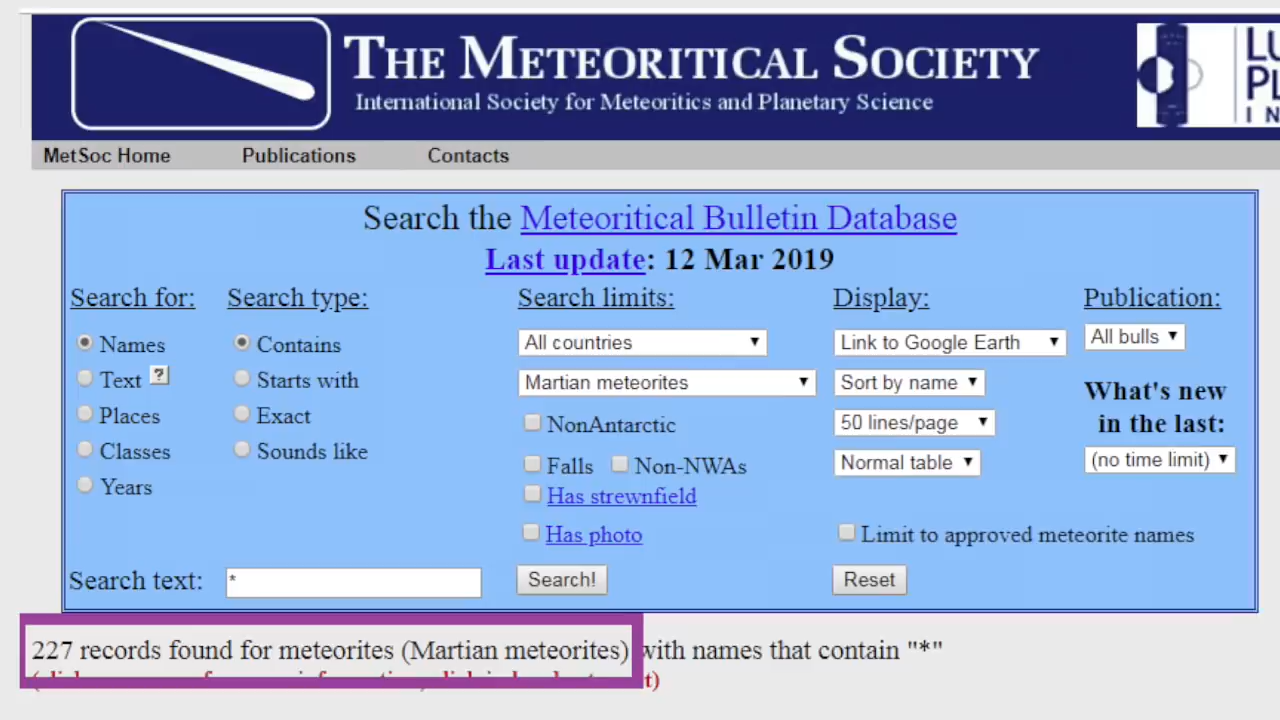 THE METEORITICAL SOCIETY
International Society for Meteoritics and Planetary Science
MetSoc Home Publications Contacts
Search the Meteoritical Bulletin Database
Last update: 12 Mar 2019
Search for: Search type: Search limits: Display: Publication:
Names Contains All countries Link to Google Earth All bulls
Text ? Starts with Martian meteorites Sort by name What's new
Places Exact NonAntarctic 50 lines/page in the last:
Classes Sounds like Falls Non-NWAs Normal table (no time limit)
Years Has strewnfield
Has photo Limit to approved meteorite names
Search text: * Search! Reset
227 records found for meteorites (Martian meteorites) with names that contain "*"